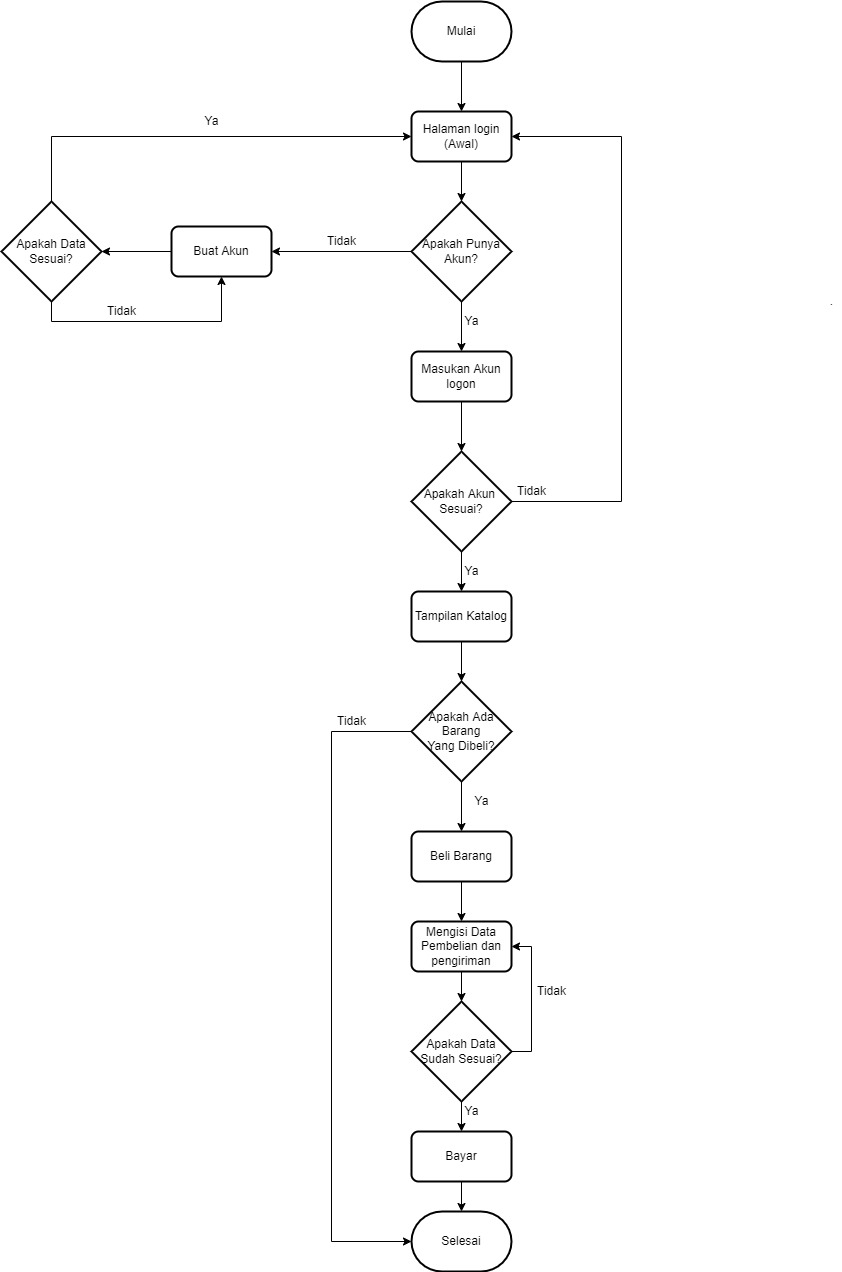 Mulai
Ya
Halaman login
(Awal)
Apakah Data
Sesuai?
Buat Akun
Tidak
Apakah Punya
Akun?
Tidak
Ya
Masukan Akun
logon
Apakah Akun
Sesuai?
Tidak
Ya
Tampilan Katalog
Tidak
Apakah Ada
Barang
Yang Dibeli?
Ya
Beli Barang
Mengisi Data
Pembelian dan
pengiriman
Tidak
Apakah Data
Sudah Sesuai?
Ya
Bayar
Selesai